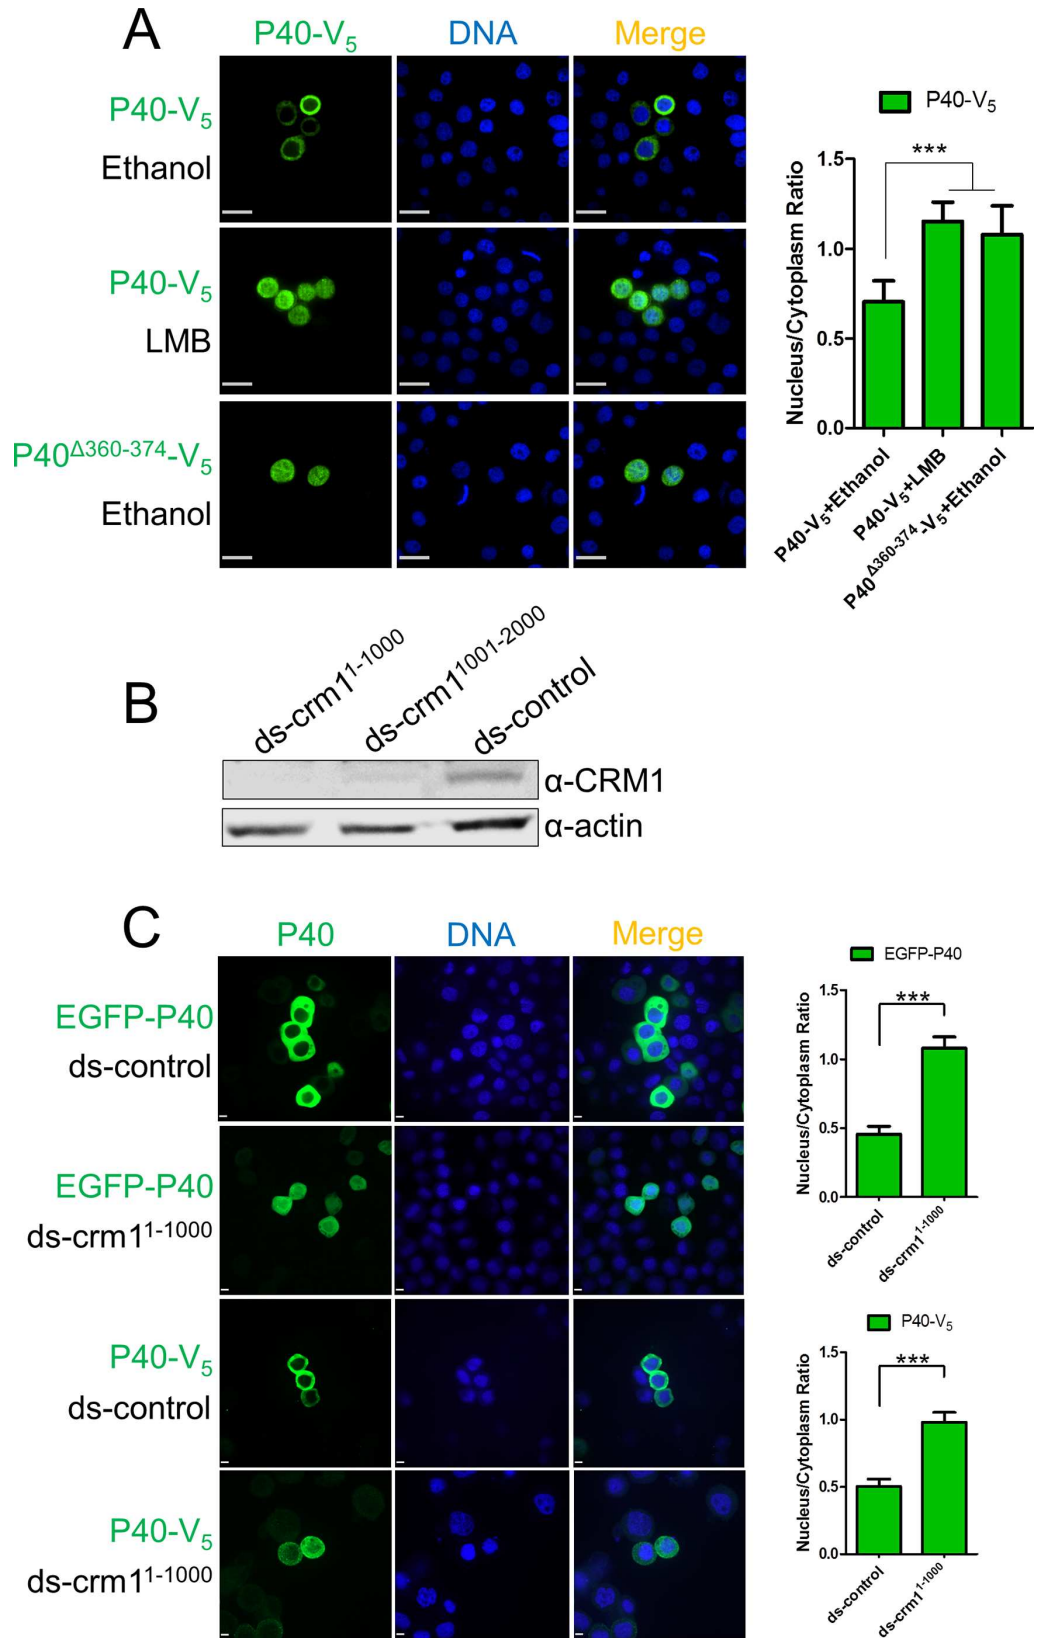 A
P40-V5
DNA
Merge
P40-V5
Ethanol
P40-V5
LMB
P40Δ360-374-V5
Ethanol
P40-V5
***
Nucleus/Cytoplasm Ratio
1.5
1.0
0.5
0.0
P40-V5+Ethanol
P40-V5+LMB
P40Δ360-374-V5+Ethanol
B
ds-crm11-1000
ds-crm11001-2000
ds-control
α-CRM1
α-actin
C
P40
DNA
Merge
EGFP-P40
ds-control
EGFP-P40
ds-crm11-1000
P40-V5
ds-control
P40-V5
ds-crm11-1000
EGFP-P40
***
Nucleus/Cytoplasm Ratio
1.5
1.0
0.5
0.0
ds-control
ds-crm11-1000
P40-V5
***
Nucleus/Cytoplasm Ratio
1.5
1.0
0.5
0.0
ds-control
ds-crm11-1000